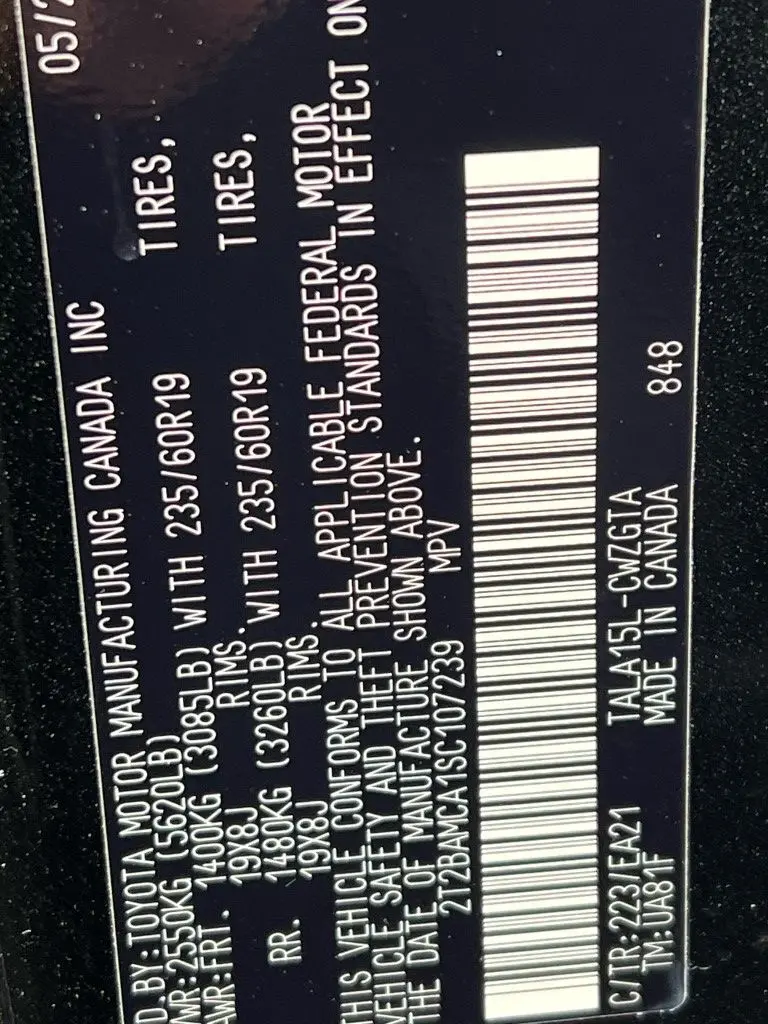 D.BY:TOYOTA MOTOR MANUFACTURING CANADA INC 05/2
WR:2550KG (5620LB)
AWR:FRT. 1400KG (3085LB) WITH 235/60R19 TIRES,
19X8J RIMS.
RR. 1480KG (3260LB) WITH 235/60R19 TIRES,
19X8J RIMS.
THIS VEHICLE CONFORMS TO ALL APPLICABLE FEDERAL MOTOR
VEHICLE SAFETY AND THEFT PREVENTION STANDARDS IN EFFECT ON
THE DATE OF MANUFACTURE SHOWN ABOVE.
2T2BAMCA1SC107239 MPV
C/TR:223/EA21 TALA15L-CWZGTA 848
TM:UA81F MADE IN CANADA